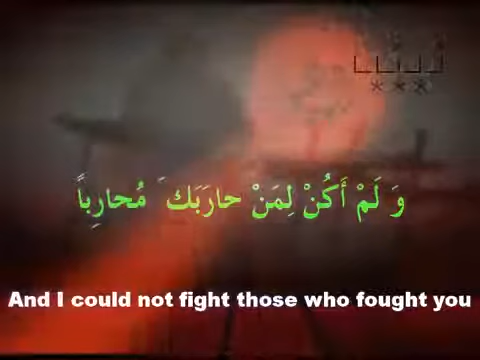 وَ لَمْ أَكُنْ لِمَنْ حارَبَكَ مُحارِباً
And I could not fight those who fought you